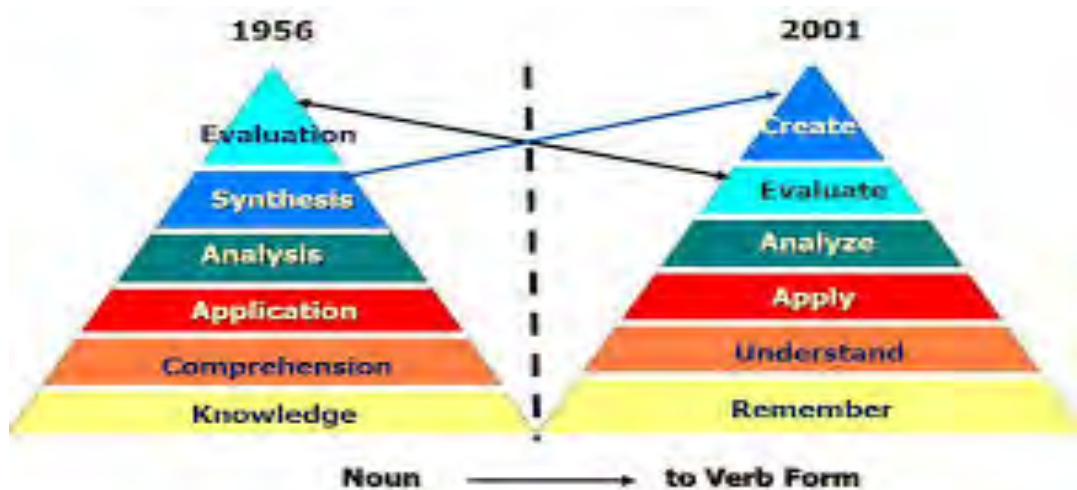 1956
Evaluation
Synthesis
Analysis
Application
Comprehension
Knowledge
2001
Create
Evaluate
Analyze
Apply
Understand
Remember
Noun to Verb Form